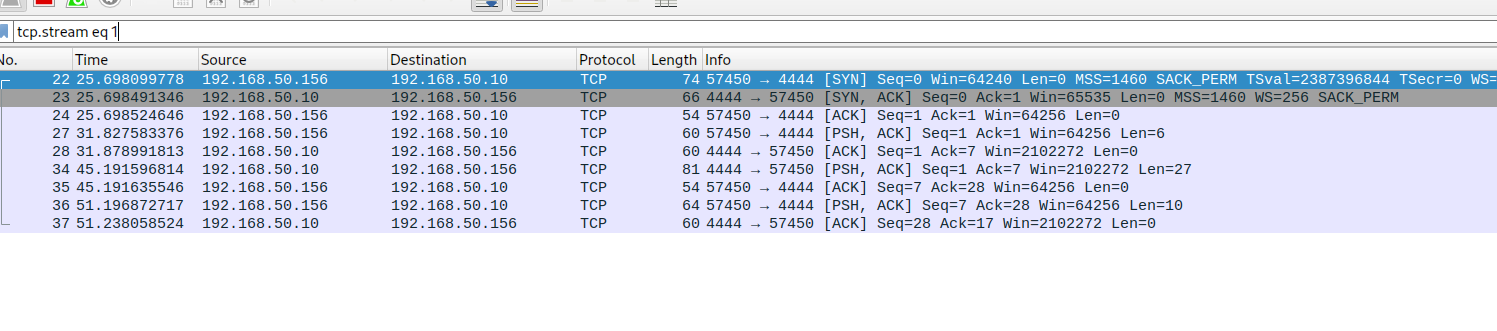 tcp.stream eq 1
No. Time Source Destination Protocol Length Info
22 25.698099778 192.168.50.156 192.168.50.10 TCP 74 57450 → 4444 [SYN] Seq=0 Win=64240 Len=0 MSS=1460 SACK_PERM TSval=2387396844 TSecr=0 WS=
23 25.698491346 192.168.50.10 192.168.50.156 TCP 66 4444 → 57450 [SYN, ACK] Seq=0 Ack=1 Win=65535 Len=0 MSS=1460 WS=256 SACK_PERM
24 25.698524646 192.168.50.156 192.168.50.10 TCP 54 57450 → 4444 [ACK] Seq=1 Ack=1 Win=64256 Len=0
27 31.827583376 192.168.50.156 192.168.50.10 TCP 60 57450 → 4444 [PSH, ACK] Seq=1 Ack=1 Win=64256 Len=6
28 31.878991813 192.168.50.10 192.168.50.156 TCP 60 4444 → 57450 [ACK] Seq=1 Ack=7 Win=2102272 Len=0
34 45.191596814 192.168.50.10 192.168.50.156 TCP 81 4444 → 57450 [PSH, ACK] Seq=1 Ack=7 Win=2102272 Len=27
35 45.191635546 192.168.50.156 192.168.50.10 TCP 54 57450 → 4444 [ACK] Seq=7 Ack=28 Win=64256 Len=0
36 51.196872717 192.168.50.156 192.168.50.10 TCP 64 57450 → 4444 [PSH, ACK] Seq=7 Ack=28 Win=64256 Len=10
37 51.238058524 192.168.50.10 192.168.50.156 TCP 60 4444 → 57450 [ACK] Seq=28 Ack=17 Win=2102272 Len=0